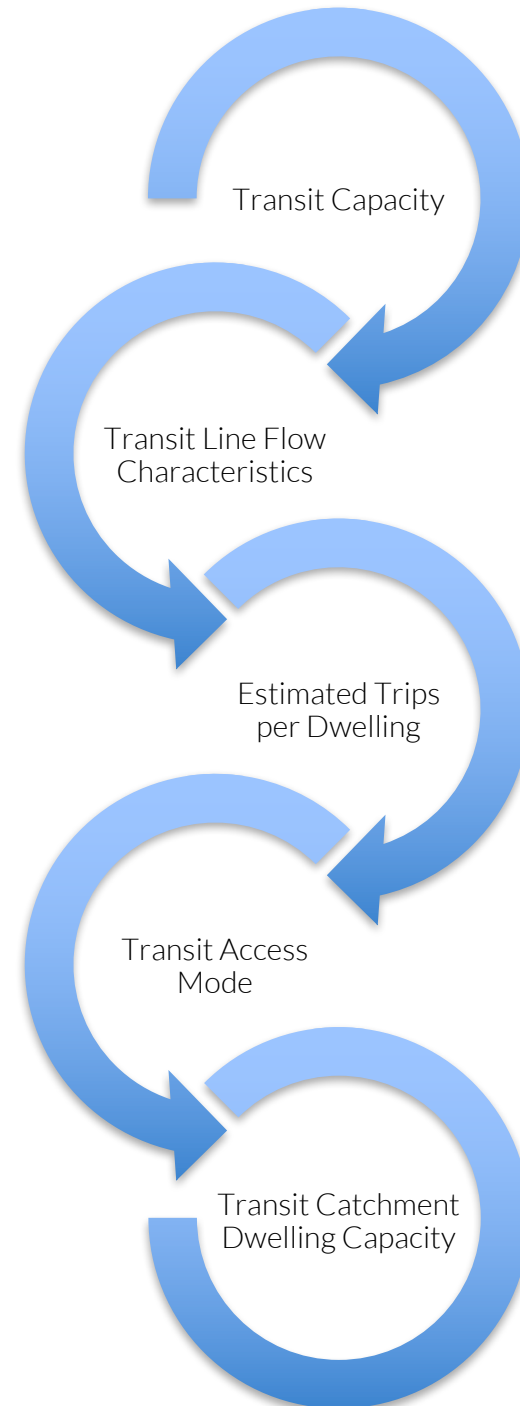 Transit Capacity
Transit Line Flow
Characteristics
Estimated Trips
per Dwelling
Transit Access
Mode
Transit Catchment
Dwelling Capacity